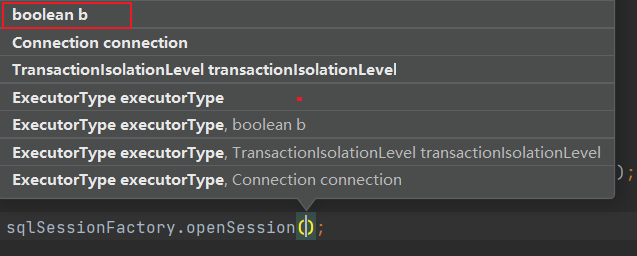 boolean b
Connection connection
TransactionIsolationLevel transactionIsolationLevel
ExecutorType executorType
ExecutorType executorType, boolean b
ExecutorType executorType, TransactionIsolationLevel transactionIsolationLevel
ExecutorType executorType, Connection connection
);
sqlSessionFactory.openSession();